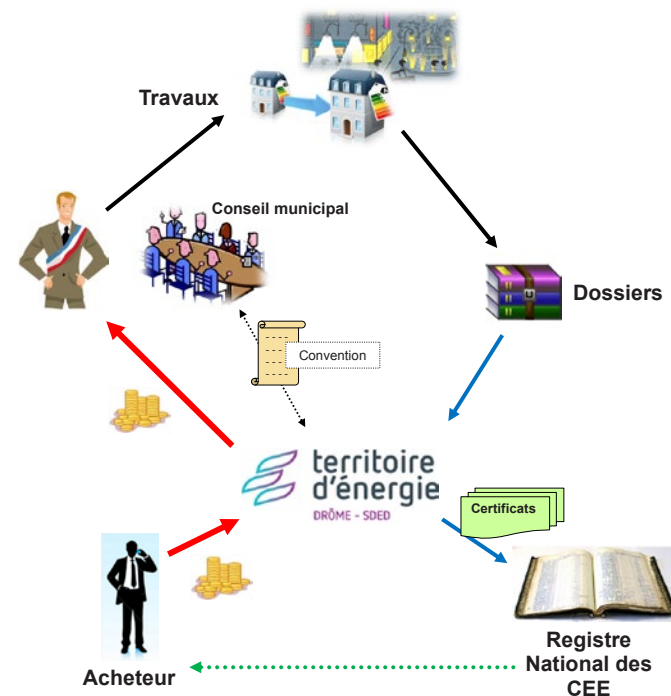 Travaux
Conseil municipal
Dossiers
Convention
territoire
d'énergie
DRÔME - SDED
Certificats
Acheteur
Registre
National des
CEE